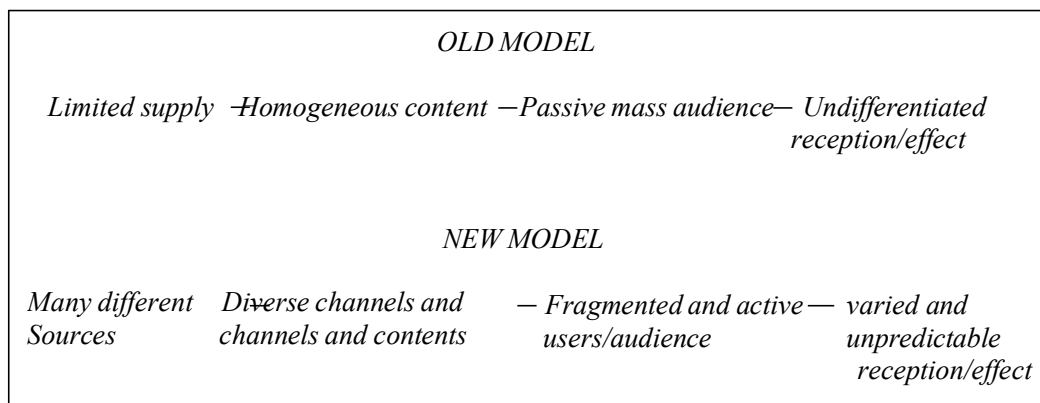 OLD MODEL
Limited supply — Homogeneous content — Passive mass audience — Undifferentiated
reception/effect
NEW MODEL
Many different Diverse channels and — Fragmented and active — varied and
Sources channels and contents users/audience unpredictable
reception/effect